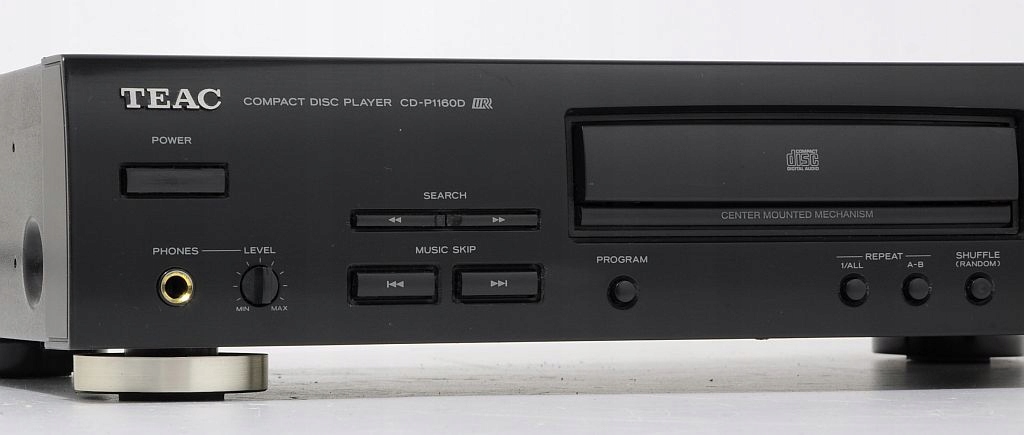 TEAC
COMPACT DISC PLAYER CD-P1160D
POWER
COMPACT
disc
DIGITAL AUDIO
SEARCH
CENTER MOUNTED MECHANISM
PHONES LEVEL
MUSIC SKIP
PROGRAM
REPEAT
1/ALL A-B
SHUFFLE
(RANDOM)
MIN MAX